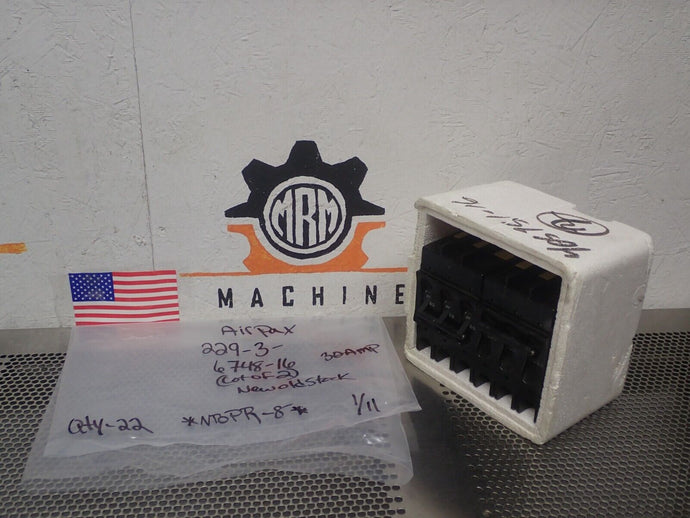 MRM
MACHINE
Airpax
229-3-
6748-16
30Amp
(Lot of 2)
New old Stock
Qty-22 *NTOPR-8* 1/11